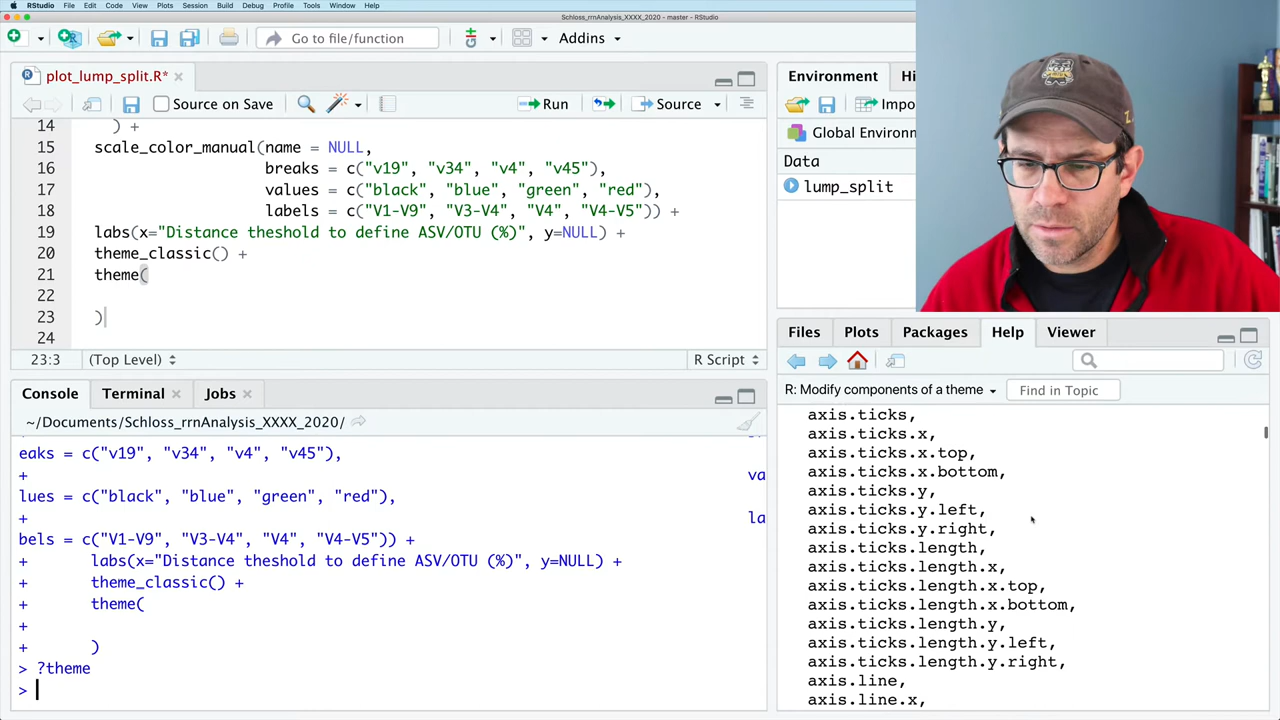 RStudio File Edit Code View Plots Session Build Debug Profile Tools Window Help
Schloss_rrnAnalysis_XXXX_2020 - master - RStudio
Go to file/function Addins
plot_lump_split.R*
Source on Save Run Source
14 ) +
15 scale_color_manual(name = NULL,
16 breaks = c("v19", "v34", "v4", "v45"),
17 values = c("black", "blue", "green", "red"),
18 labels = c("V1-V9", "V3-V4", "V4", "V4-V5")) +
19 labs(x="Distance theshold to define ASV/OTU (%)", y=NULL) +
20 theme_classic() +
21 theme(
22
23 )
24
23:3 (Top Level) R Script
Console Terminal Jobs
~/Documents/Schloss_rrnAnalysis_XXXX_2020/
eaks = c("v19", "v34", "v4", "v45"),
+ va
lues = c("black", "blue", "green", "red"),
+ la
bels = c("V1-V9", "V3-V4", "V4", "V4-V5")) +
+ labs(x="Distance theshold to define ASV/OTU (%)", y=NULL) +
+ theme_classic() +
+ theme(
+
+ )
> ?theme
>
Environment Hi
Impo
Global Environme
Data
lump_split
Files Plots Packages Help Viewer
R: Modify components of a theme Find in Topic
axis.ticks,
axis.ticks.x,
axis.ticks.x.top,
axis.ticks.x.bottom,
axis.ticks.y,
axis.ticks.y.left,
axis.ticks.y.right,
axis.ticks.length,
axis.ticks.length.x,
axis.ticks.length.x.top,
axis.ticks.length.x.bottom,
axis.ticks.length.y,
axis.ticks.length.y.left,
axis.ticks.length.y.right,
axis.line,
axis.line.x,